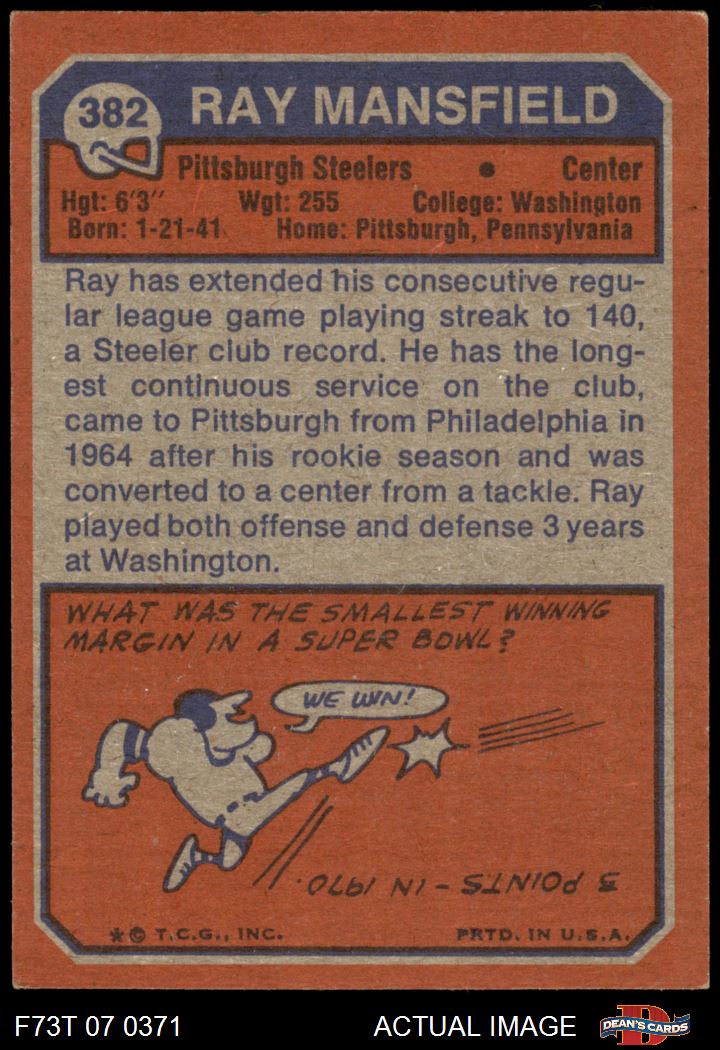 382
RAY MANSFIELD
Pittsburgh Steelers • Center
Hgt: 6'3" Wgt: 255 College: Washington
Born: 1-21-41 Home: Pittsburgh, Pennsylvania
Ray has extended his consecutive regu-
lar league game playing streak to 140,
a Steeler club record. He has the long-
est continuous service on the club,
came to Pittsburgh from Philadelphia in
1964 after his rookie season and was
converted to a center from a tackle. Ray
played both offense and defense 3 years
at Washington.
WHAT WAS THE SMALLEST WINNING
MARGIN IN A SUPER BOWL?
WE WIN!
3 POINTS - IN 1970.
* © T.C.G., INC. PRTD. IN U.S.A.
F73T 07 0371 ACTUAL IMAGE
D
DEAN'S CARDS